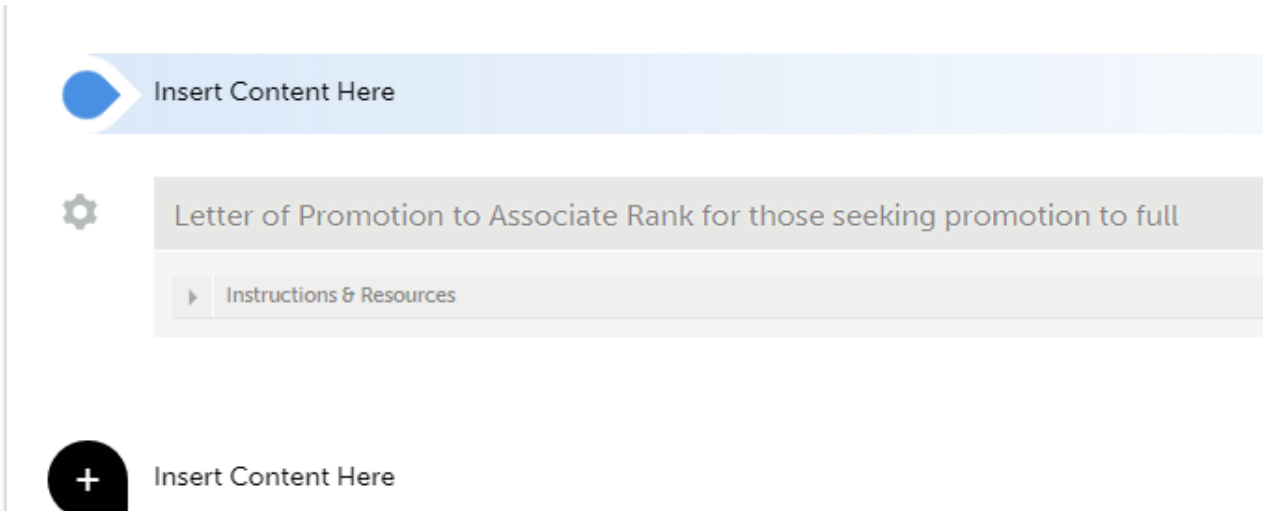 Insert Content Here
Letter of Promotion to Associate Rank for those seeking promotion to full
Instructions & Resources
Insert Content Here